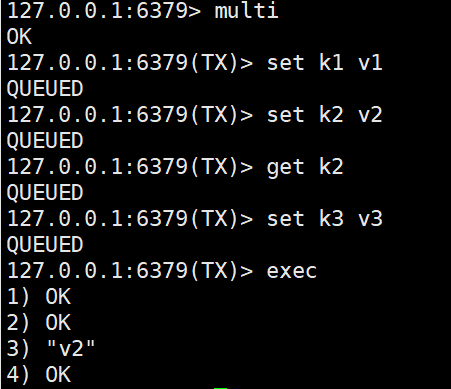 127.0.0.1:6379> multi
OK
127.0.0.1:6379(TX)> set k1 v1
QUEUED
127.0.0.1:6379(TX)> set k2 v2
QUEUED
127.0.0.1:6379(TX)> get k2
QUEUED
127.0.0.1:6379(TX)> set k3 v3
QUEUED
127.0.0.1:6379(TX)> exec
1) OK
2) OK
3) "v2"
4) OK